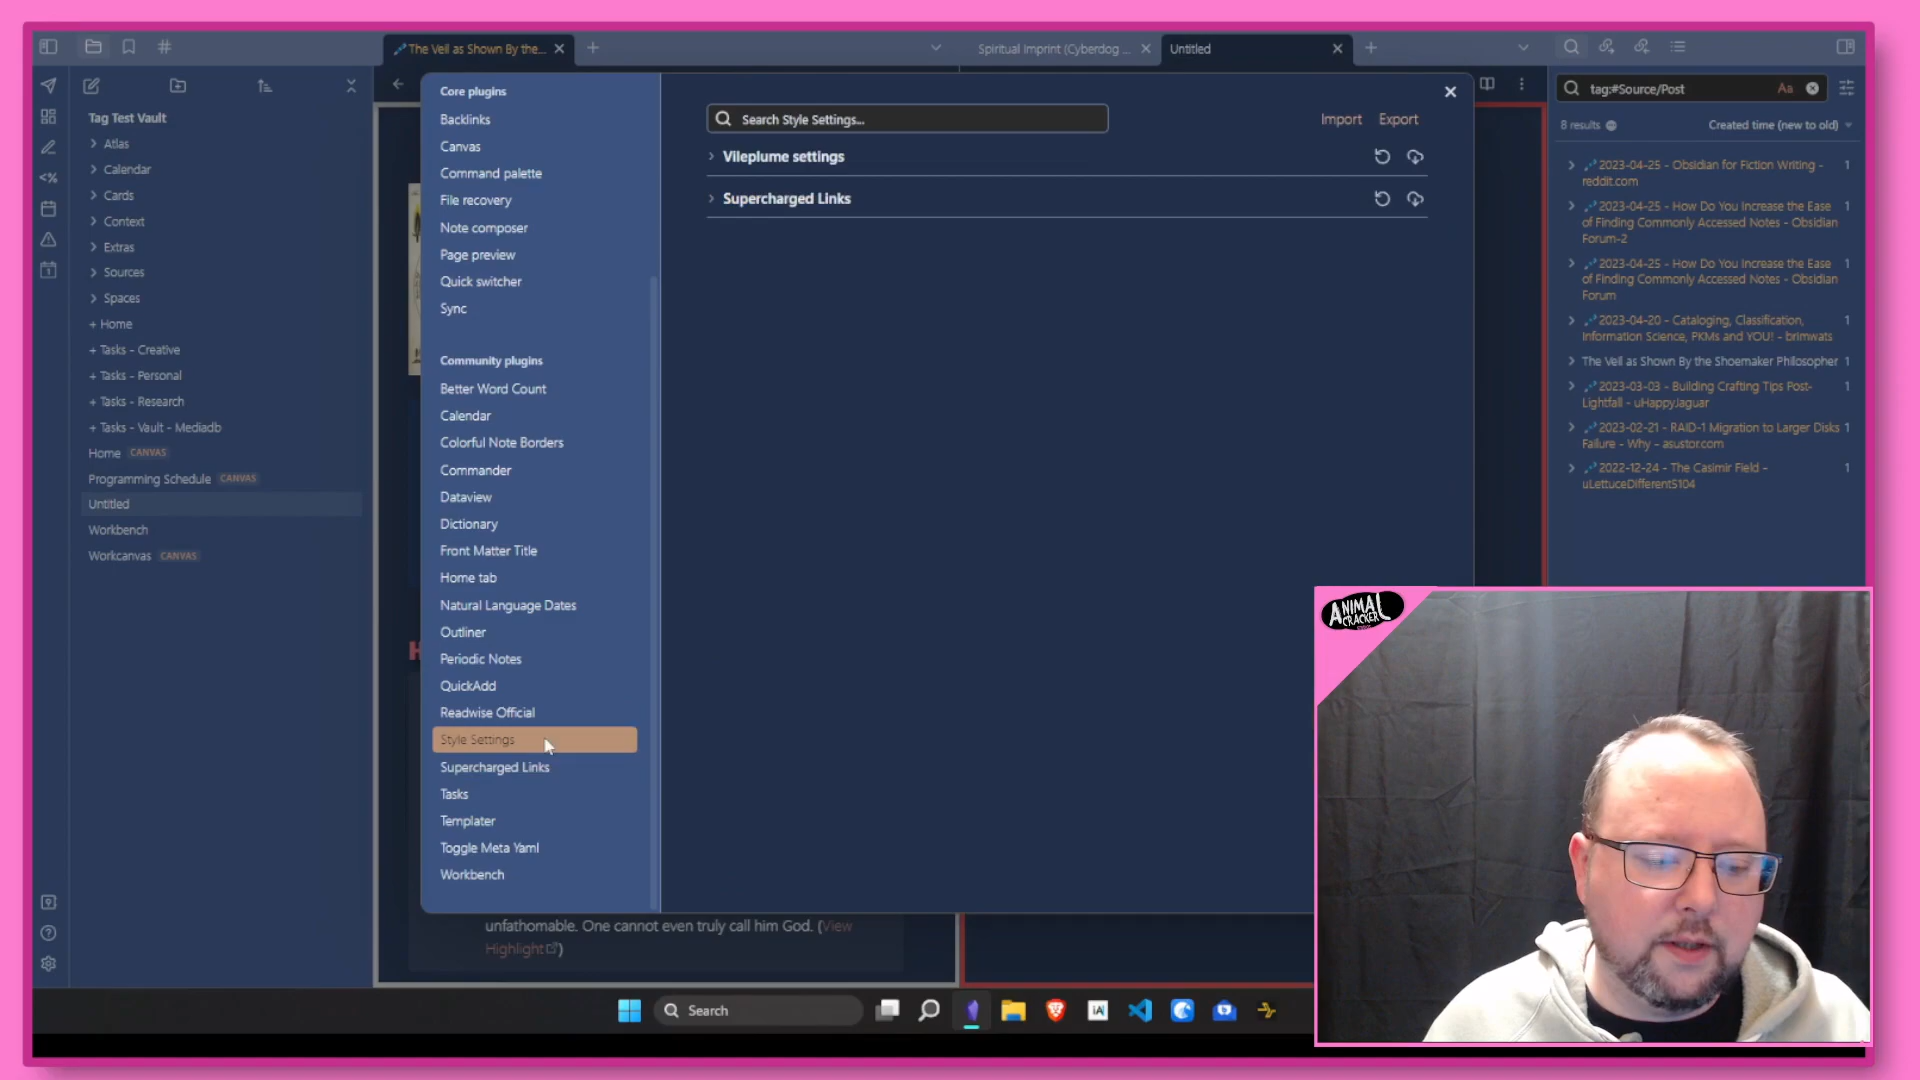 The Veil as Shown By the...
Spiritual Imprint (Cyberdog ...
Untitled
Tag Test Vault
Atlas
Calendar
Cards
Context
Extras
Sources
Spaces
+ Home
+ Tasks - Creative
+ Tasks - Personal
+ Tasks - Research
+ Tasks - Vault - Mediadb
Home CANVAS
Programming Schedule CANVAS
Untitled
Workbench
Workcanvas CANVAS
Core plugins
Backlinks
Canvas
Command palette
File recovery
Note composer
Page preview
Quick switcher
Sync
Community plugins
Better Word Count
Calendar
Colorful Note Borders
Commander
Dataview
Dictionary
Front Matter Title
Home tab
Natural Language Dates
Outliner
Periodic Notes
QuickAdd
Readwise Official
Style Settings
Supercharged Links
Tasks
Templater
Toggle Meta Yaml
Workbench
Search Style Settings...
Import Export
Vileplume settings
Supercharged Links
unfathomable. One cannot even truly call him God. (View
Highlight)
tag:#Source/Post Aa
8 results
Created time (new to old)
2023-04-25 - Obsidian for Fiction Writing - 1
reddit.com
2023-04-25 - How Do You Increase the Ease 1
of Finding Commonly Accessed Notes - Obsidian
Forum-2
2023-04-25 - How Do You Increase the Ease 1
of Finding Commonly Accessed Notes - Obsidian
Forum
2023-04-20 - Cataloging, Classification, 1
Information Science, PKMs and YOU! - brimwats
The Veil as Shown By the Shoemaker Philosopher 1
2023-03-03 - Building Crafting Tips Post- 1
Lightfall - uHappyJaguar
2023-02-21 - RAID-1 Migration to Larger Disks 1
Failure - Why - asustor.com
2022-12-24 - The Casimir Field - 1
uLettuceDifferent5104
ANIMAL
CRACKER
Search
iA